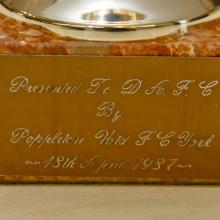 Presented To D & F. C
By
Poppleton Utd F C York
~ 18th April 1987 ~